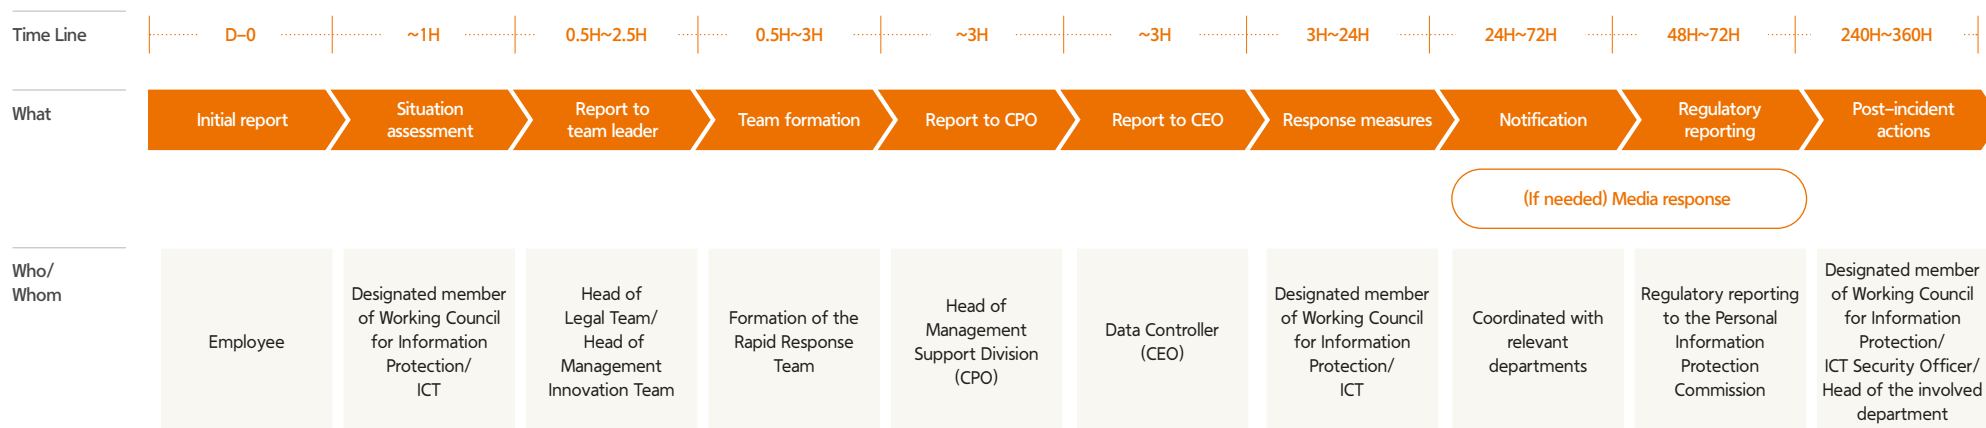 Time Line
D–0
~1H
0.5H~2.5H
0.5H~3H
~3H
~3H
3H~24H
24H~72H
48H~72H
240H~360H
What
Initial report
Situation
assessment
Report to
team leader
Team formation
Report to CPO
Report to CEO
Response measures
Notification
Regulatory
reporting
Post–incident
actions
(If needed) Media response
Who/
Whom
Employee
Designated member
of Working Council
for Information
Protection/
ICT
Head of
Legal Team/
Head of
Management
Innovation Team
Formation of the
Rapid Response
Team
Head of
Management
Support Division
(CPO)
Data Controller
(CEO)
Designated member
of Working Council
for Information
Protection/
ICT
Coordinated with
relevant
departments
Regulatory reporting
to the Personal
Information
Protection
Commission
Designated member
of Working Council
for Information
Protection/
ICT Security Officer/
Head of the involved
department